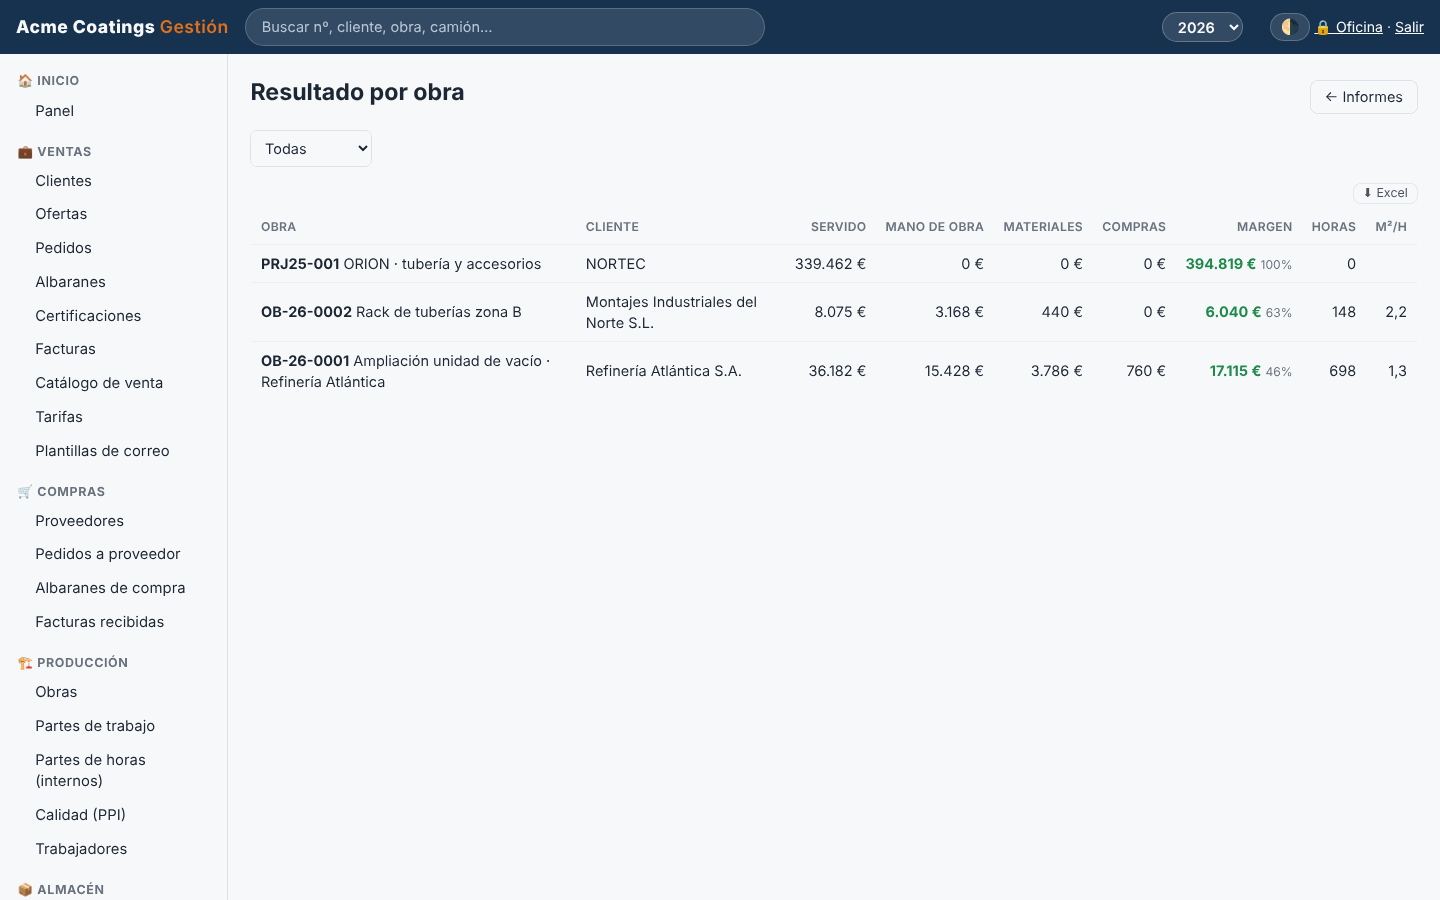 Acme Coatings Gestión
Buscar nº, cliente, obra, camión...
2026
Oficina · Salir
INICIO
Panel
VENTAS
Clientes
Ofertas
Pedidos
Albaranes
Certificaciones
Facturas
Catálogo de venta
Tarifas
Plantillas de correo
COMPRAS
Proveedores
Pedidos a proveedor
Albaranes de compra
Facturas recibidas
PRODUCCIÓN
Obras
Partes de trabajo
Partes de horas
(internos)
Calidad (PPI)
Trabajadores
ALMACÉN
Resultado por obra
← Informes
Todas
⬇ Excel
OBRA CLIENTE SERVIDO MANO DE OBRA MATERIALES COMPRAS MARGEN HORAS M²/H
PRJ25-001 ORION · tubería y accesorios NORTEC 339.462 € 0 € 0 € 0 € 394.819 € 100% 0
OB-26-0002 Rack de tuberías zona B Montajes Industriales del
Norte S.L. 8.075 € 3.168 € 440 € 0 € 6.040 € 63% 148 2,2
OB-26-0001 Ampliación unidad de vacío ·
Refinería Atlántica Refinería Atlántica S.A. 36.182 € 15.428 € 3.786 € 760 € 17.115 € 46% 698 1,3